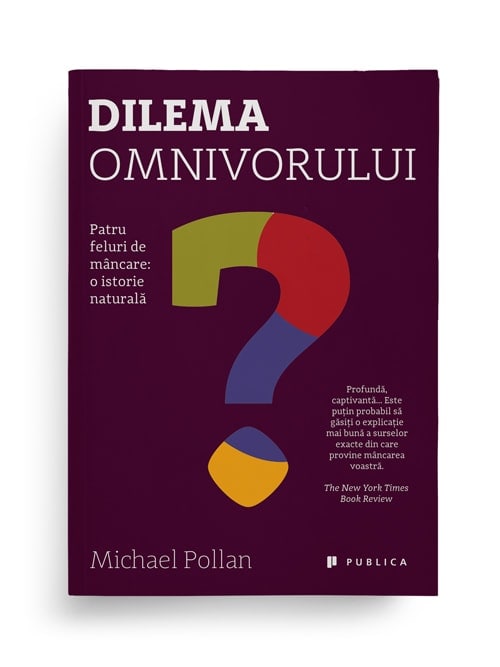 DILEMA
OMNIVORULUI
Patru
feluri de
mâncare:
o istorie
naturală
Profundă,
captivantă... Este
puțin probabil să
găsiți o explicație
mai bună a surselor
exacte din care
provine mâncarea
voastră.
The New York Times
Book Review
Michael Pollan
PUBLICA